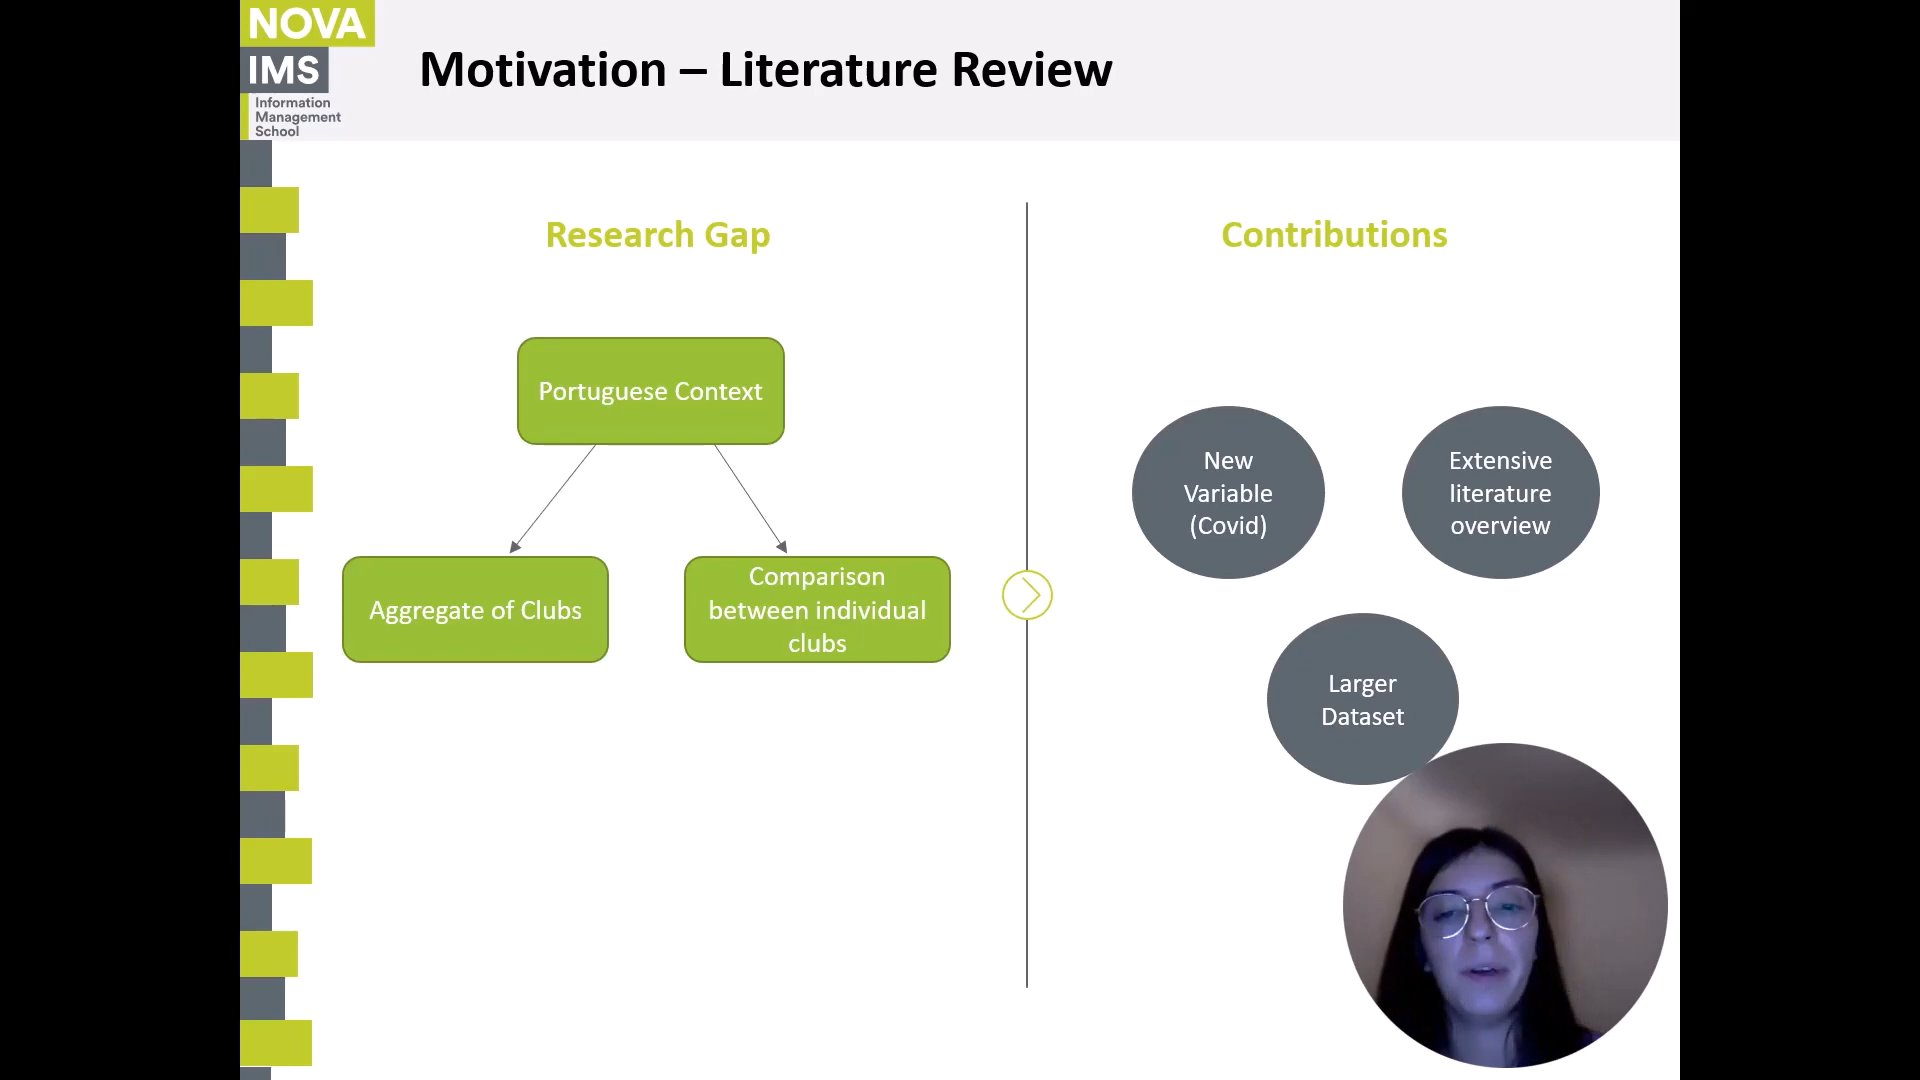 NOVA
IMS
Information
Management
School
Motivation – Literature Review
Research Gap
Portuguese Context
Aggregate of Clubs
Comparison
between individual
clubs
Contributions
New
Variable
(Covid)
Extensive
literature
overview
Larger
Dataset